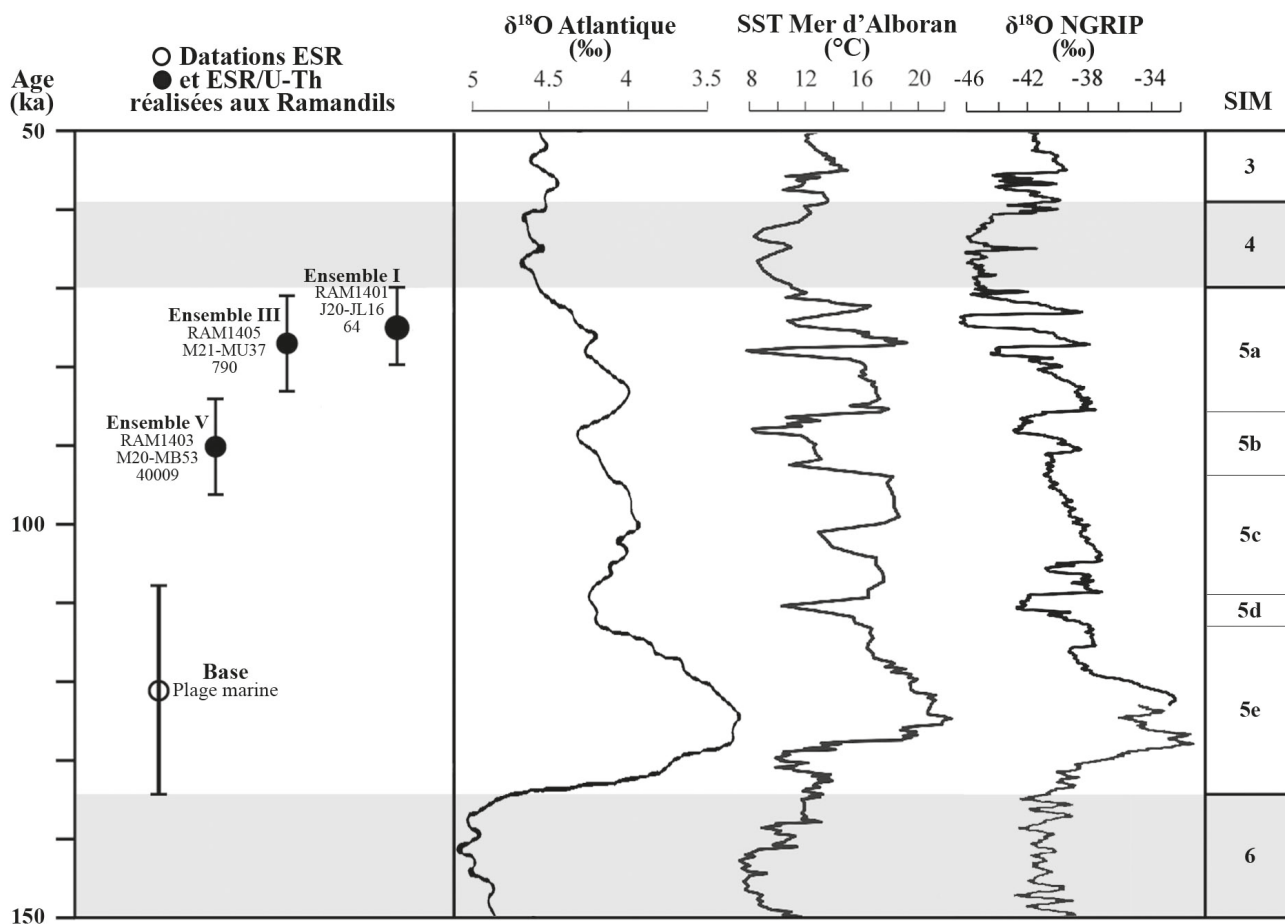 Age
(ka)
○ Datations ESR
● et ESR/U-Th
réalisées aux Ramandils
δ¹⁸O Atlantique
(‰)
5 4.5 4 3.5
SST Mer d’Alboran
(°C)
8 12 16 20
δ¹⁸O NGRIP
(‰)
-46 -42 -38 -34
SIM
50
100
150
Ensemble I
RAM1401
J20-JL16
64
Ensemble III
RAM1405
M21-MU37
790
Ensemble V
RAM1403
M20-MB53
40009
Base
Plage marine
3
4
5a
5b
5c
5d
5e
6